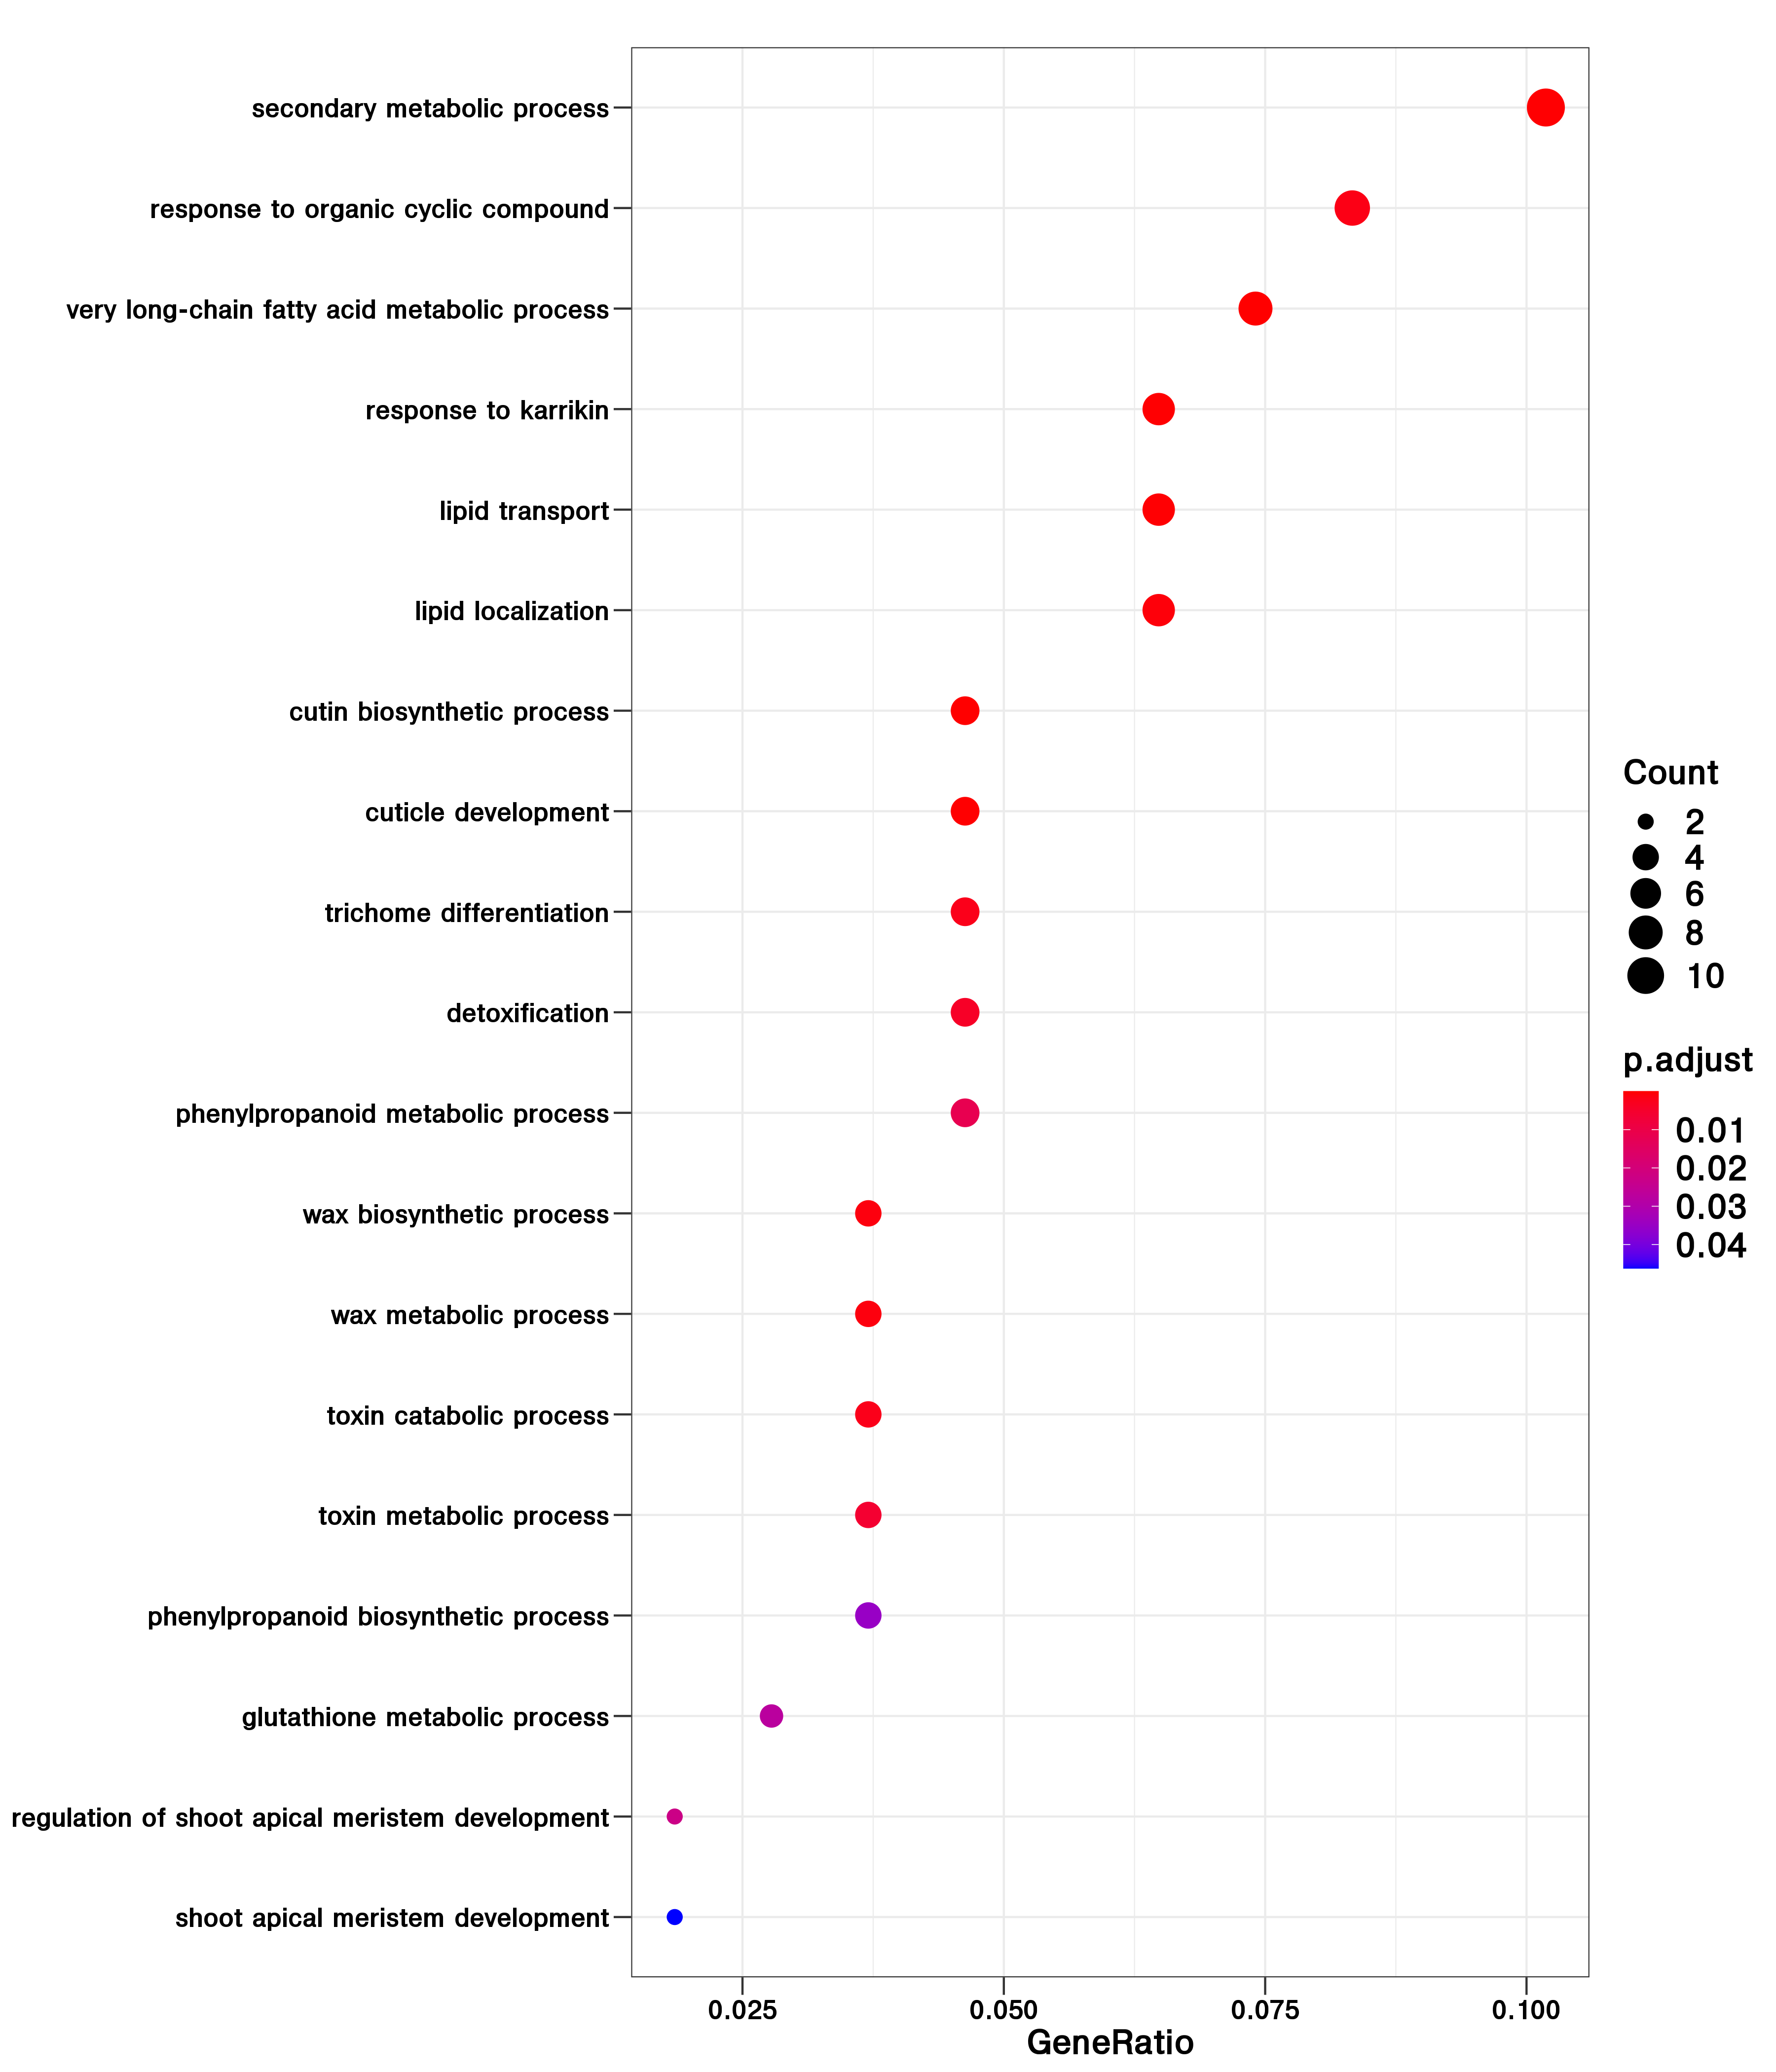 secondary metabolic process
response to organic cyclic compound
very long-chain fatty acid metabolic process
response to karrikin
lipid transport
lipid localization
cutin biosynthetic process
cuticle development
trichome differentiation
detoxification
phenylpropanoid metabolic process
wax biosynthetic process
wax metabolic process
toxin catabolic process
toxin metabolic process
phenylpropanoid biosynthetic process
glutathione metabolic process
regulation of shoot apical meristem development
shoot apical meristem development
0.025 0.050 0.075 0.100
GeneRatio
Count
2
4
6
8
10
p.adjust
0.01
0.02
0.03
0.04